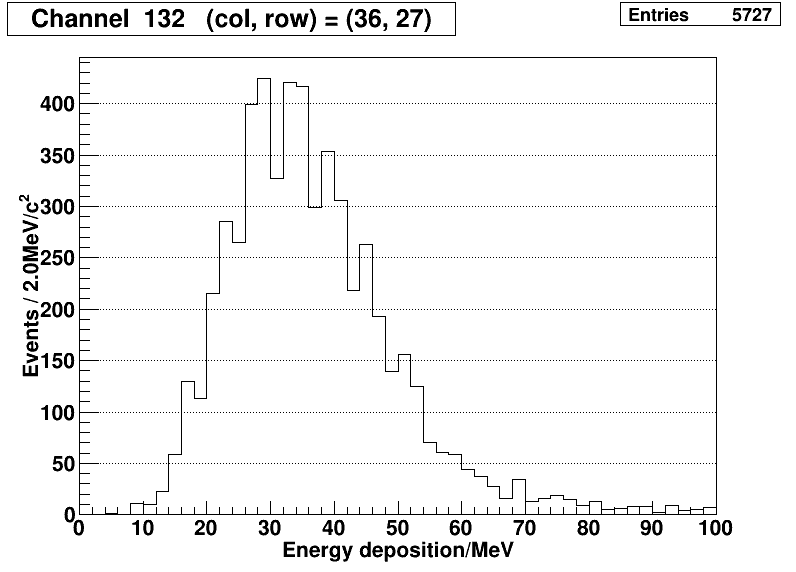 Channel 132 (col, row) = (36, 27)
Entries 5727
Events / 2.0MeV/c²
400
350
300
250
200
150
100
50
0
0 10 20 30 40 50 60 70 80 90 100
Energy deposition/MeV